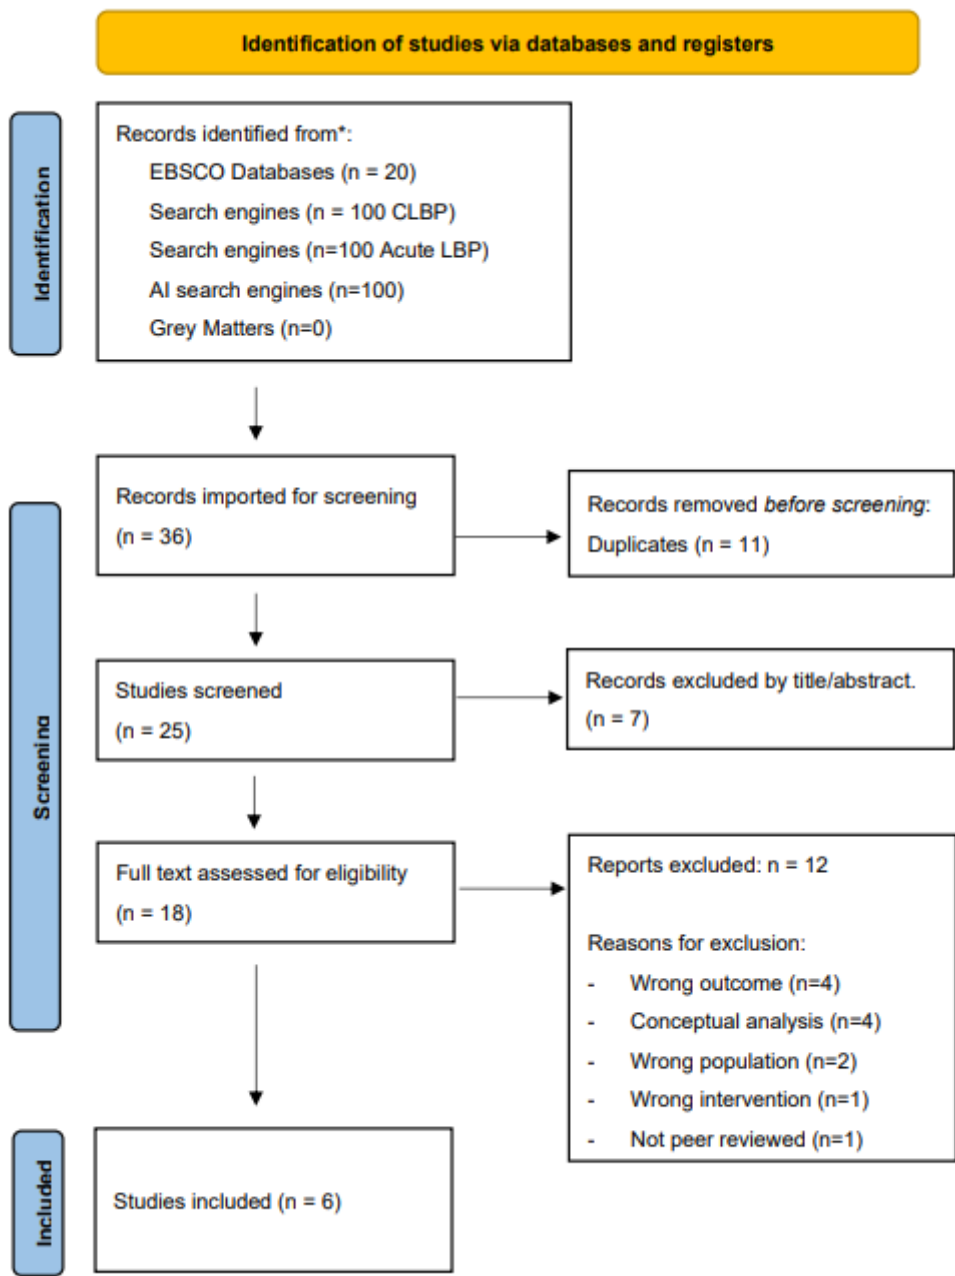 Identification of studies via databases and registers
Identification
Records identified from*:
EBSCO Databases (n = 20)
Search engines (n = 100 CLBP)
Search engines (n=100 Acute LBP)
AI search engines (n=100)
Grey Matters (n=0)
Screening
Records imported for screening
(n = 36)
Records removed before screening:
Duplicates (n = 11)
Studies screened
(n = 25)
Records excluded by title/abstract.
(n = 7)
Full text assessed for eligibility
(n = 18)
Reports excluded: n = 12
Reasons for exclusion:
- Wrong outcome (n=4)
- Conceptual analysis (n=4)
- Wrong population (n=2)
- Wrong intervention (n=1)
- Not peer reviewed (n=1)
Included
Studies included (n = 6)